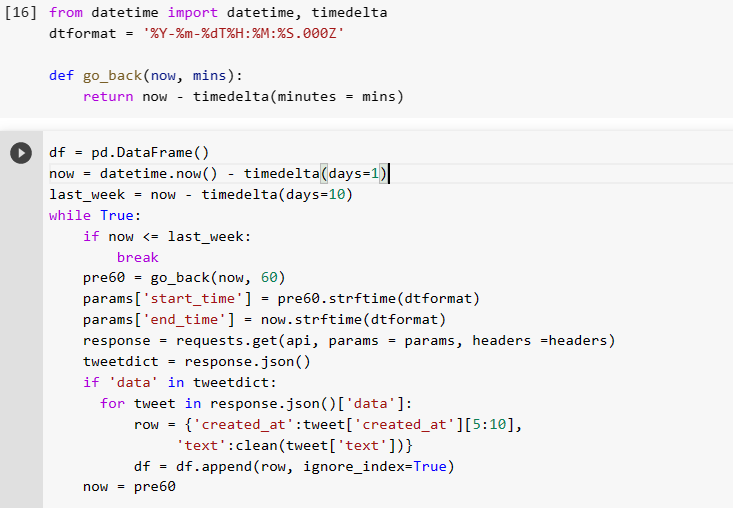 [16] from datetime import datetime, timedelta
dtformat = '%Y-%m-%dT%H:%M:%S.000Z'
def go_back(now, mins):
return now - timedelta(minutes = mins)
df = pd.DataFrame()
now = datetime.now() - timedelta(days=1)
last_week = now - timedelta(days=10)
while True:
if now <= last_week:
break
pre60 = go_back(now, 60)
params['start_time'] = pre60.strftime(dtformat)
params['end_time'] = now.strftime(dtformat)
response = requests.get(api, params = params, headers =headers)
tweetdict = response.json()
if 'data' in tweetdict:
for tweet in response.json()['data']:
row = {'created_at':tweet['created_at'][5:10],
'text':clean(tweet['text'])}
df = df.append(row, ignore_index=True)
now = pre60